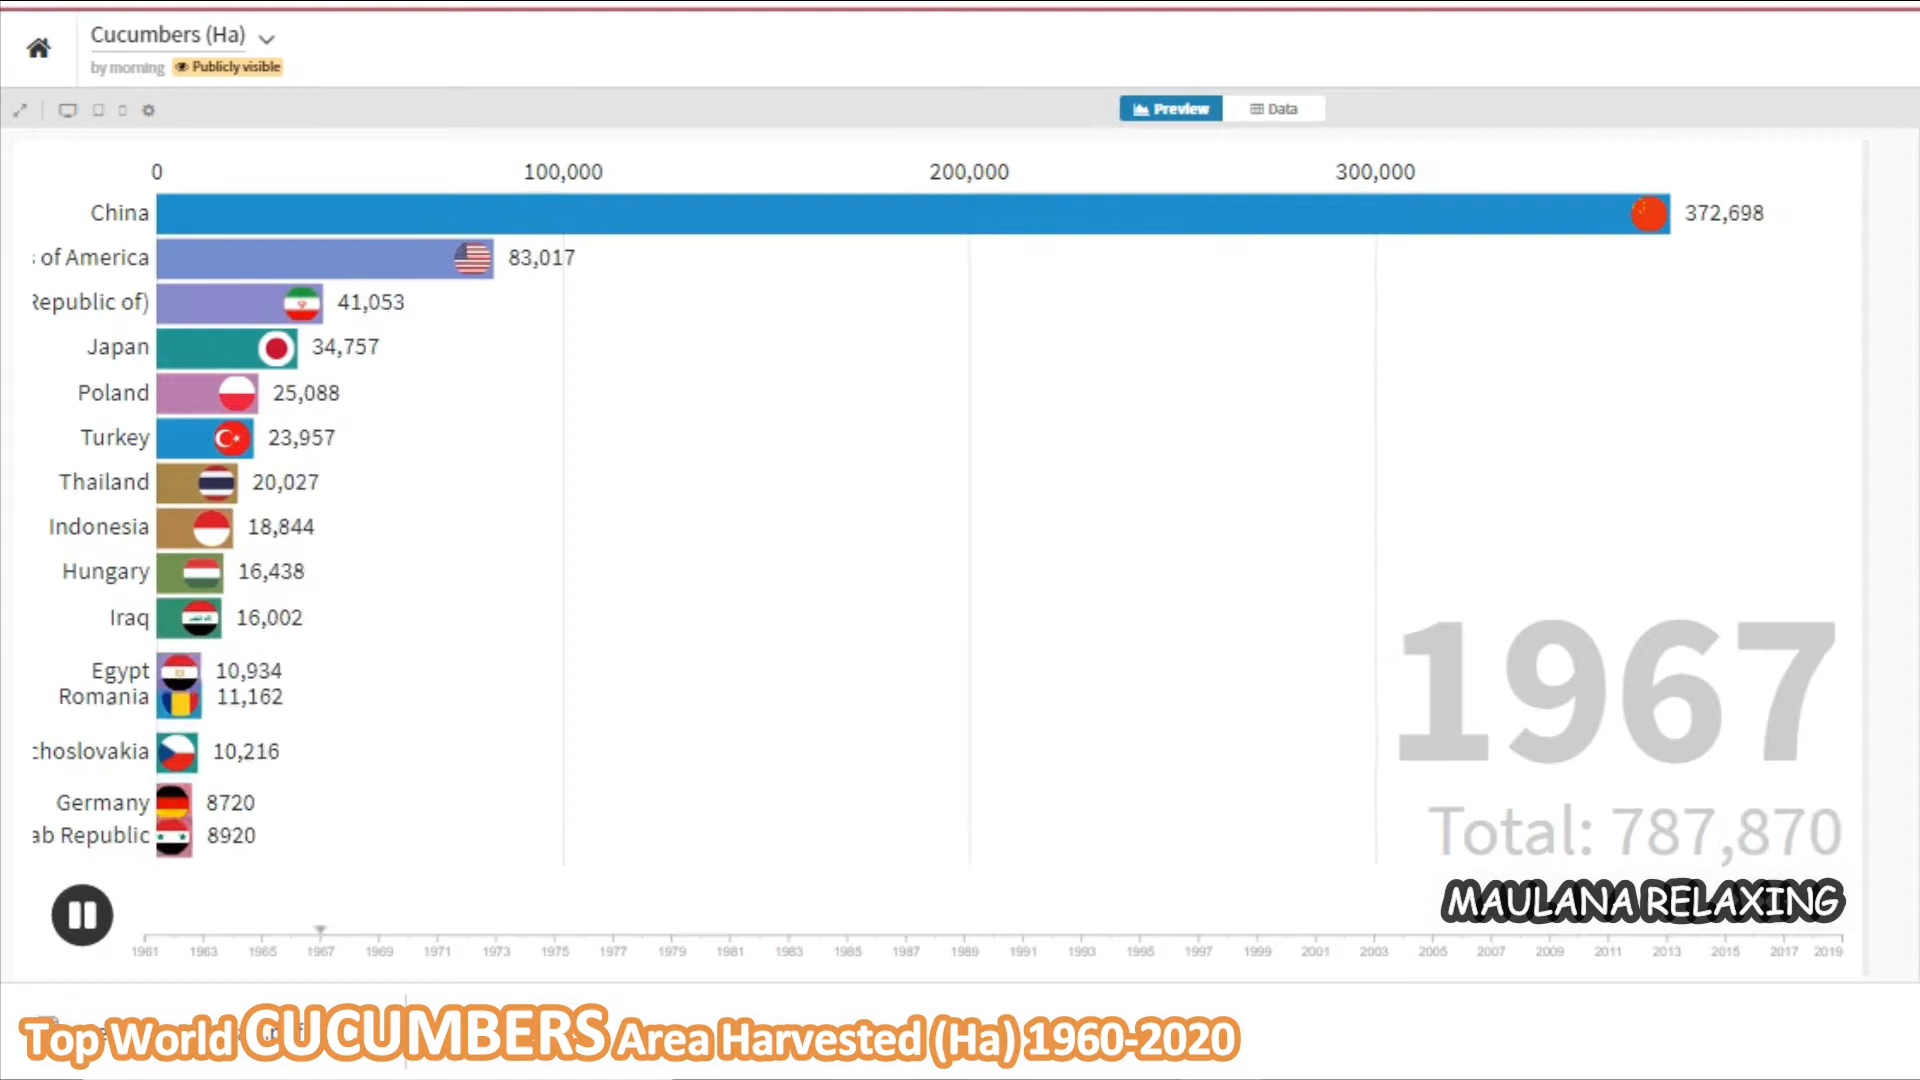 Cucumbers (Ha)
by morning Publicly visible
Preview Data
0 100,000 200,000 300,000
China 372,698
of America 83,017
Republic of) 41,053
Japan 34,757
Poland 25,088
Turkey 23,957
Thailand 20,027
Indonesia 18,844
Hungary 16,438
Iraq 16,002
Egypt 10,934
Romania 11,162
choslovakia 10,216
Germany 8720
ab Republic 8920
1967
Total: 787,870
MAULANA RELAXING
1961 1963 1965 1967 1969 1971 1973 1975 1977 1979 1981 1983 1985 1987 1989 1991 1993 1995 1997 1999 2001 2003 2005 2007 2009 2011 2013 2015 2017 2019
Top World CUCUMBERS Area Harvested (Ha) 1960-2020